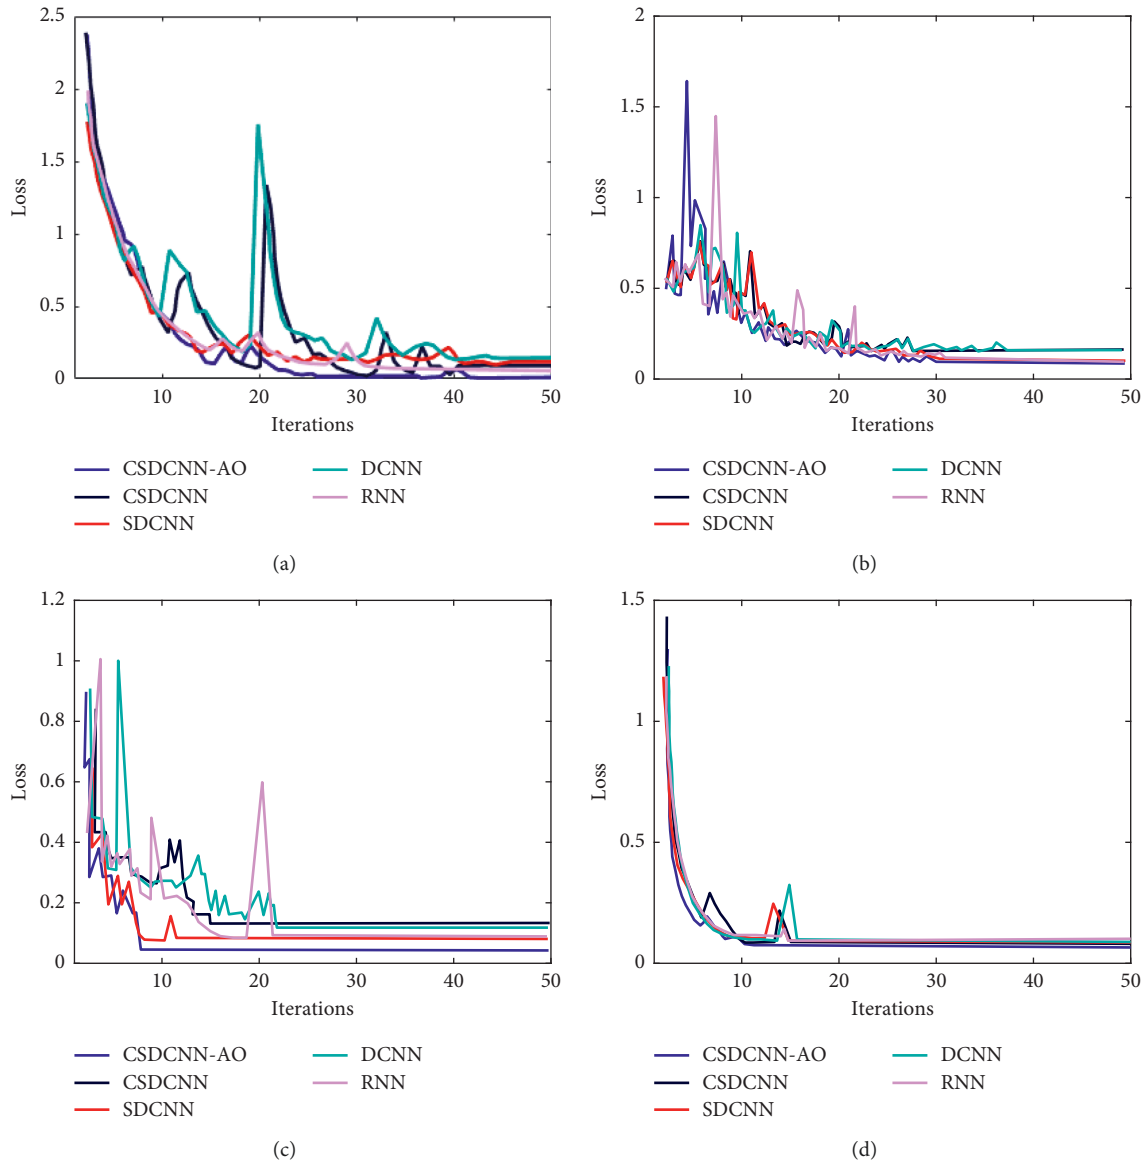 2.5
2
1.5
1
0.5
0
Loss
10 20 30 40 50
Iterations
CSDCNN-AO
CSDCNN
SDCNN
DCNN
RNN
(a)
2
1.5
1
0.5
0
Loss
10 20 30 40 50
Iterations
CSDCNN-AO
CSDCNN
SDCNN
DCNN
RNN
(b)
1.2
1
0.8
0.6
0.4
0.2
0
Loss
10 20 30 40 50
Iterations
CSDCNN-AO
CSDCNN
SDCNN
DCNN
RNN
(c)
1.5
1
0.5
0
Loss
10 20 30 40 50
Iterations
CSDCNN-AO
CSDCNN
SDCNN
DCNN
RNN
(d)